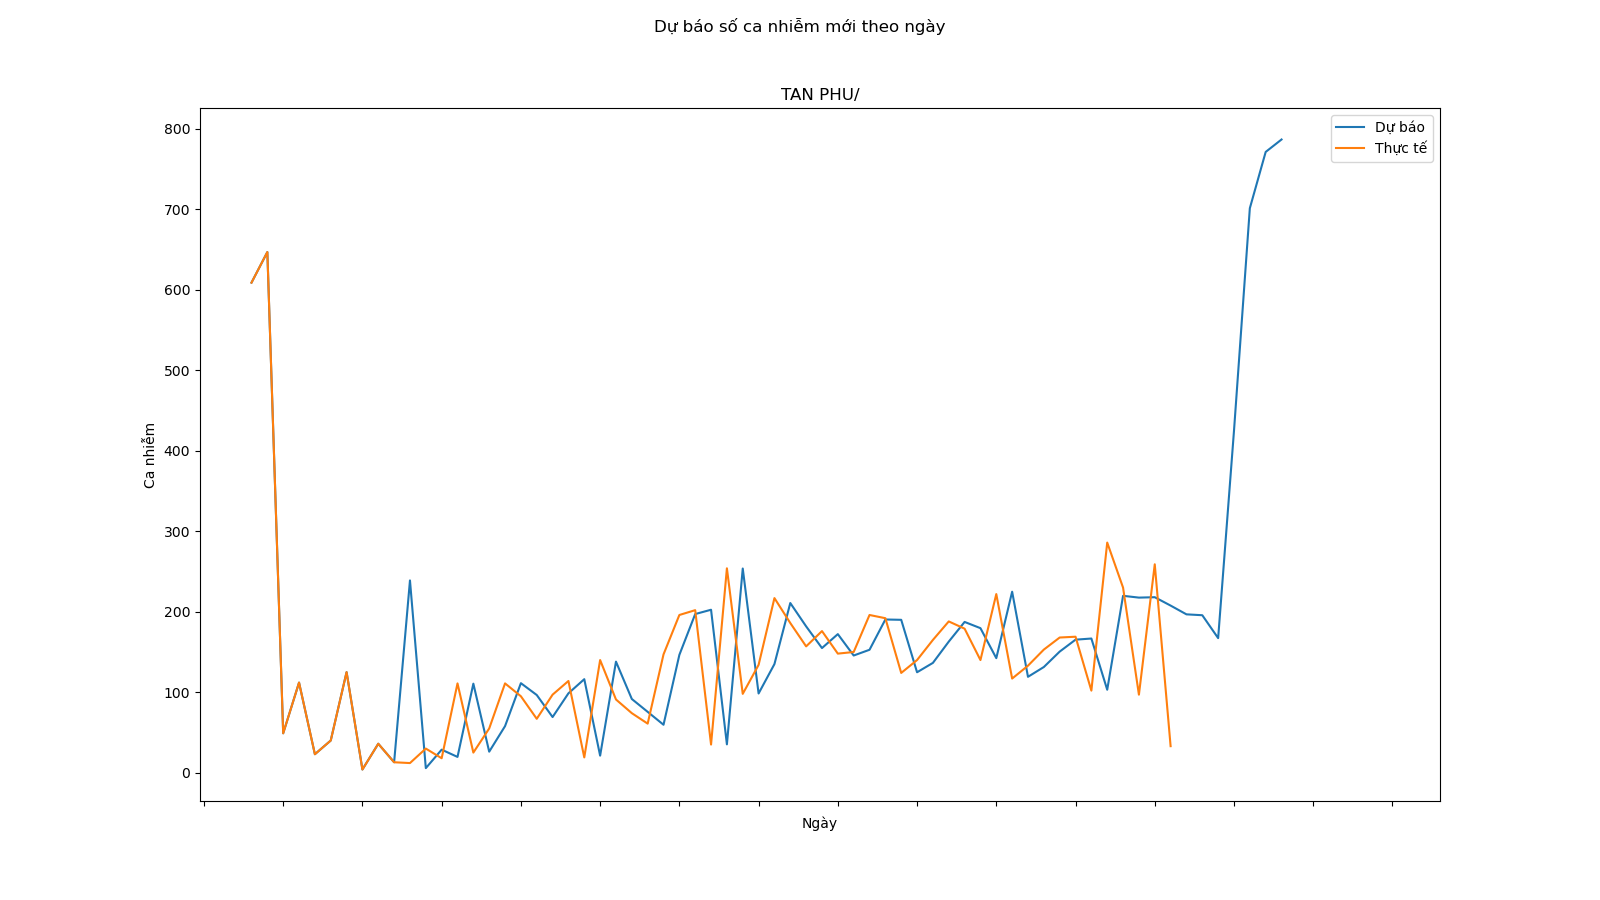 Dự báo số ca nhiễm mới theo ngày
TAN PHU/
800
700
600
500
400
300
200
100
0
Ca nhiễm
Ngày
Dự báo
Thực tế